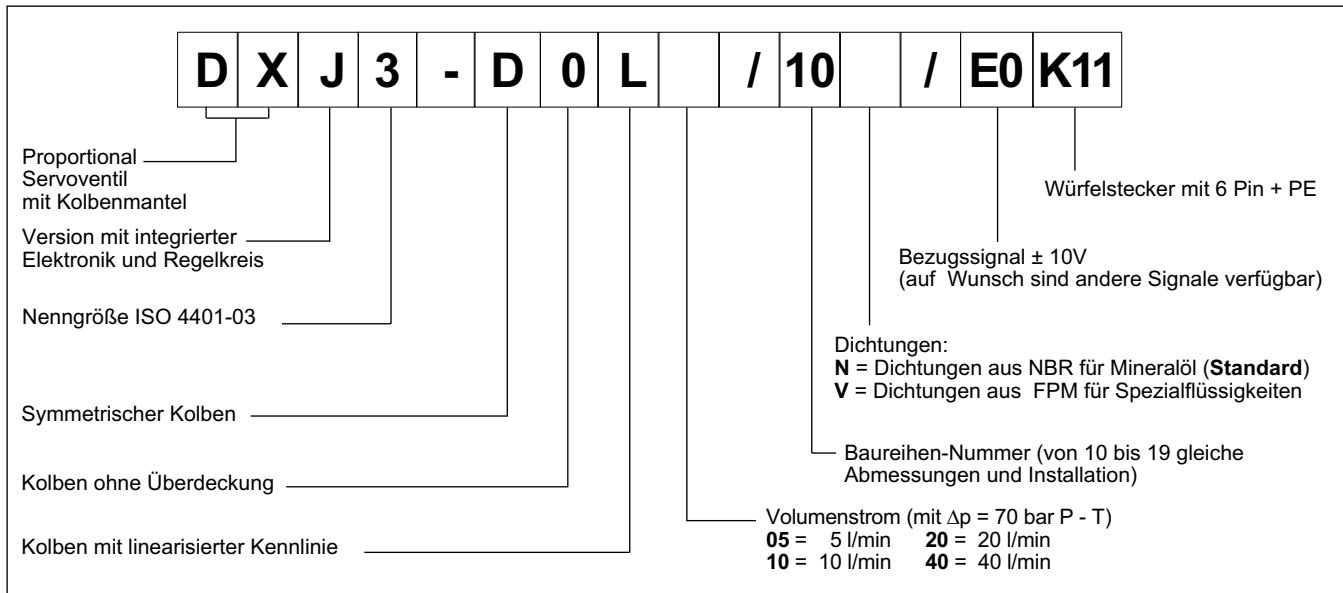 D X J 3 - D 0 L / 10 / E0 K11
Proportional
Servoventil
mit Kolbenmantel
Version mit integrierter
Elektronik und Regelkreis
Nenngröße ISO 4401-03
Symmetrischer Kolben
Kolben ohne Überdeckung
Kolben mit linearisierter Kennlinie
Würfelstecker mit 6 Pin + PE
Bezugssignal ± 10V
(auf Wunsch sind andere Signale verfügbar)
Dichtungen:
N = Dichtungen aus NBR für Mineralöl (Standard)
V = Dichtungen aus FPM für Spezialflüssigkeiten
Baureihen-Nummer (von 10 bis 19 gleiche
Abmessungen und Installation)
Volumenstrom (mit Δp = 70 bar P - T)
05 = 5 l/min 20 = 20 l/min
10 = 10 l/min 40 = 40 l/min